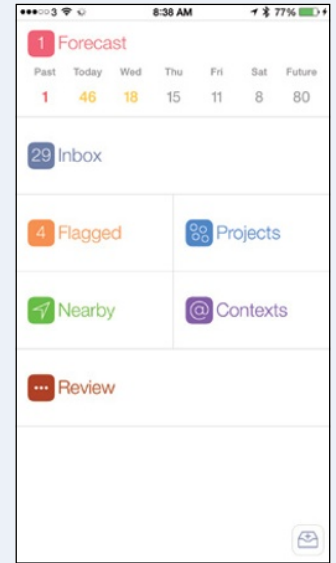 3 8:38 AM 77%
1 Forecast
Past Today Wed Thu Fri Sat Future
1 46 18 15 11 8 80
29 Inbox
4 Flagged Projects
Nearby @ Contexts
Review